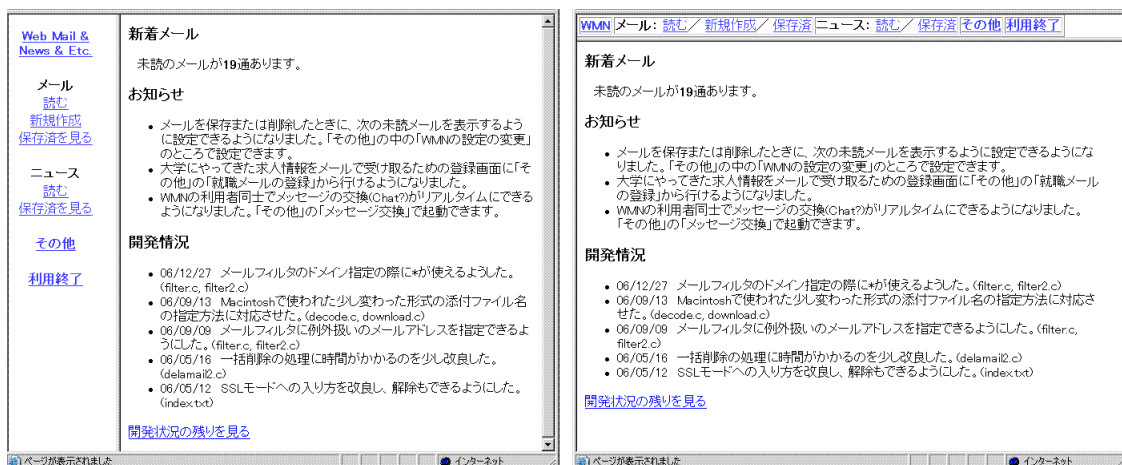 Web Mail &
News & Etc.
メール
読む
新規作成
保存済を見る
ニュース
読む
保存済を見る
その他
利用終了
新着メール
未読のメールが19通あります。
お知らせ
• メールを保存または削除したときに、次の未読メールを表示するよう
に設定できるようになりました。「その他」の中の「WMNの設定の変更」
のところで設定できます。
• 大学にやってきた求人情報をメールで受け取るための登録画面に「そ
の他」の「就職メールの登録」から行けるようになりました。
• WMNの利用者同士でメッセージの交換(Chat?)がリアルタイムにできる
ようになりました。「その他」の「メッセージ交換」で起動できます。
開発情況
• 06/12/27 メールフィルタのドメイン指定の際に*が使えるようした。
(filter.c, filter2.c)
• 06/09/13 Macintoshで使われた少し変わった形式の添付ファイル名
の指定方法に対応させた。(decode.c, download.c)
• 06/09/09 メールフィルタに例外扱いのメールアドレスを指定できるよ
うにした。(filter.c, filter2.c)
• 06/05/16 一括削除の処理に時間がかかるのを少し改良した。
(delamail2.c)
• 06/05/12 SSLモードへの入り方を改良し、解除もできるようにした。
(index.txt)
開発状況の残りを見る
ページが表示されました インターネット
WMN メール: 読む／ 新規作成／ 保存済 ニュース: 読む／ 保存済 その他 利用終了
新着メール
未読のメールが19通あります。
お知らせ
• メールを保存または削除したときに、次の未読メールを表示するように設定できるようにな
りました。「その他」の中の「WMNの設定の変更」のところで設定できます。
• 大学にやってきた求人情報をメールで受け取るための登録画面に「その他」の「就職メール
の登録」から行けるようになりました。
• WMNの利用者同士でメッセージの交換(Chat?)がリアルタイムにできるようになりました。
「その他」の「メッセージ交換」で起動できます。
開発情況
• 06/12/27 メールフィルタのドメイン指定の際に*が使えるようした。(filter.c, filter2.c)
• 06/09/13 Macintoshで使われた少し変わった形式の添付ファイル名の指定方法に対応さ
せた。(decode.c, download.c)
• 06/09/09 メールフィルタに例外扱いのメールアドレスを指定できるようにした。(filter.c,
filter2.c)
• 06/05/16 一括削除の処理に時間がかかるのを少し改良した。(delamail2.c)
• 06/05/12 SSLモードへの入り方を改良し、解除もできるようにした。(index.txt)
開発状況の残りを見る
ページが表示されました インターネット